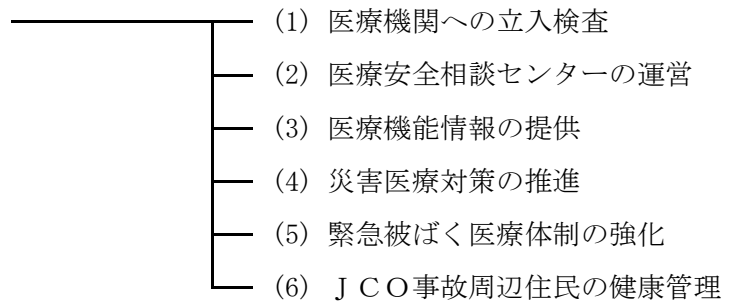 (1) 医療機関への立入検査
(2) 医療安全相談センターの運営
(3) 医療機能情報の提供
(4) 災害医療対策の推進
(5) 緊急被ばく医療体制の強化
(6) ＪＣＯ事故周辺住民の健康管理